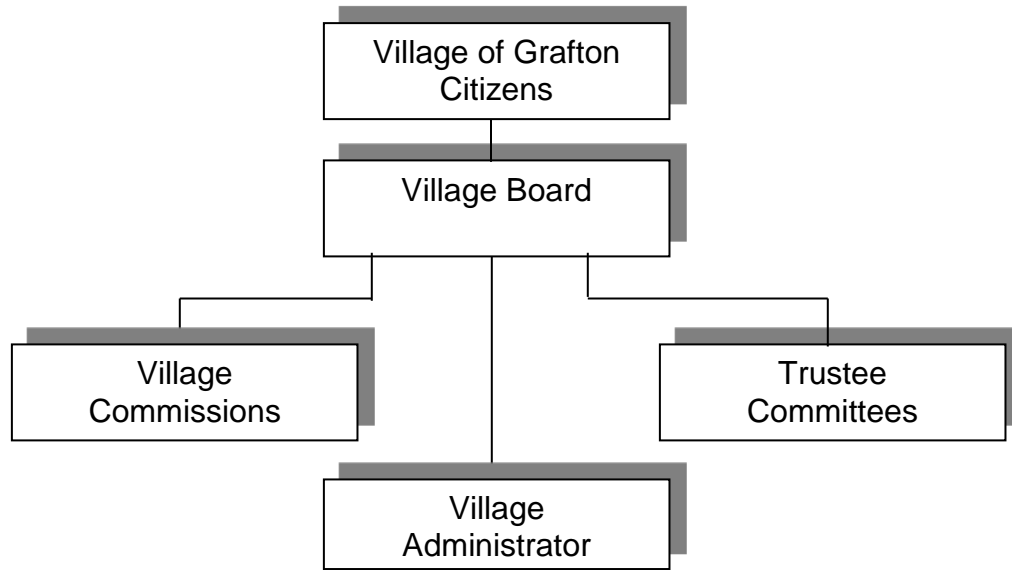 Village of Grafton
Citizens
Village Board
Village
Commissions
Trustee
Committees
Village
Administrator